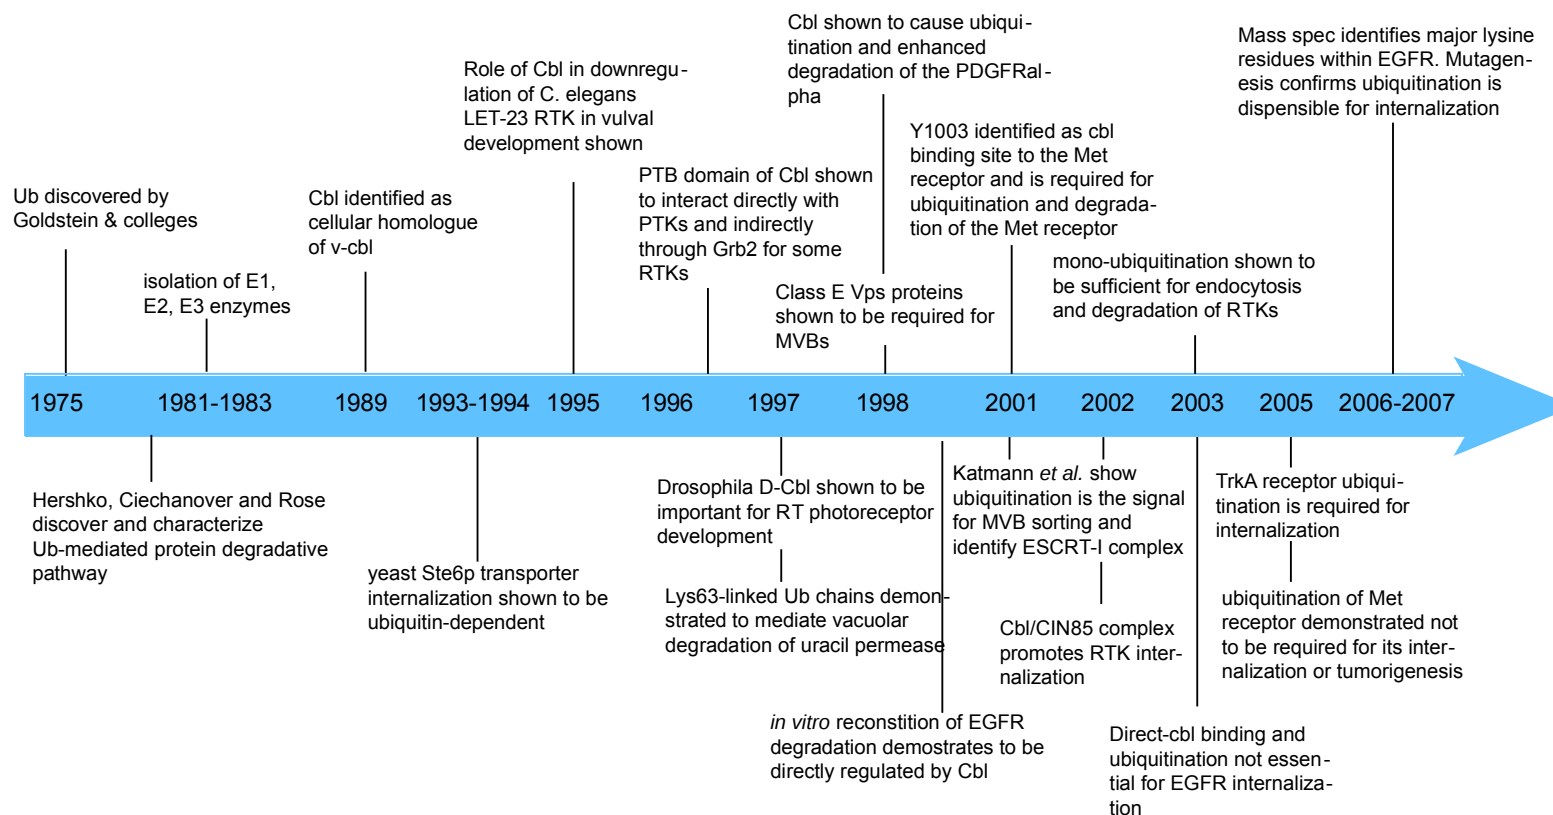 Cbl shown to cause ubiqui-
tination and enhanced
degradation of the PDGFRal-
pha
Mass spec identifies major lysine
residues within EGFR. Mutagen-
esis confirms ubiquitination is
dispensible for internalization
Role of Cbl in downregu-
lation of C. elegans
LET-23 RTK in vulval
development shown
Y1003 identified as cbl
binding site to the Met
receptor and is required for
ubiquitination and degrada-
tion of the Met receptor
PTB domain of Cbl shown
to interact directly with
PTKs and indirectly
through Grb2 for some
RTKs
Ub discovered by
Goldstein & colleges
Cbl identified as
cellular homologue
of v-cbl
isolation of E1,
E2, E3 enzymes
Class E Vps proteins
shown to be required for
MVBs
mono-ubiquitination shown to
be sufficient for endocytosis
and degradation of RTKs
1975 1981-1983 1989 1993-1994 1995 1996 1997 1998 2001 2002 2003 2005 2006-2007
Hershko, Ciechanover and Rose
discover and characterize
Ub-mediated protein degradative
pathway
yeast Ste6p transporter
internalization shown to be
ubiquitin-dependent
Drosophila D-Cbl shown to be
important for RT photoreceptor
development
Lys63-linked Ub chains demon-
strated to mediate vacuolar
degradation of uracil permease
in vitro reconstition of EGFR
degradation demostrates to be
directly regulated by Cbl
Katmann et al. show
ubiquitination is the signal
for MVB sorting and
identify ESCRT-I complex
Cbl/CIN85 complex
promotes RTK inter-
nalization
Direct-cbl binding and
ubiquitination not essen-
tial for EGFR internaliza-
tion
TrkA receptor ubiqui-
tination is required for
internalization
ubiquitination of Met
receptor demonstrated not
to be required for its inter-
nalization or tumorigenesis